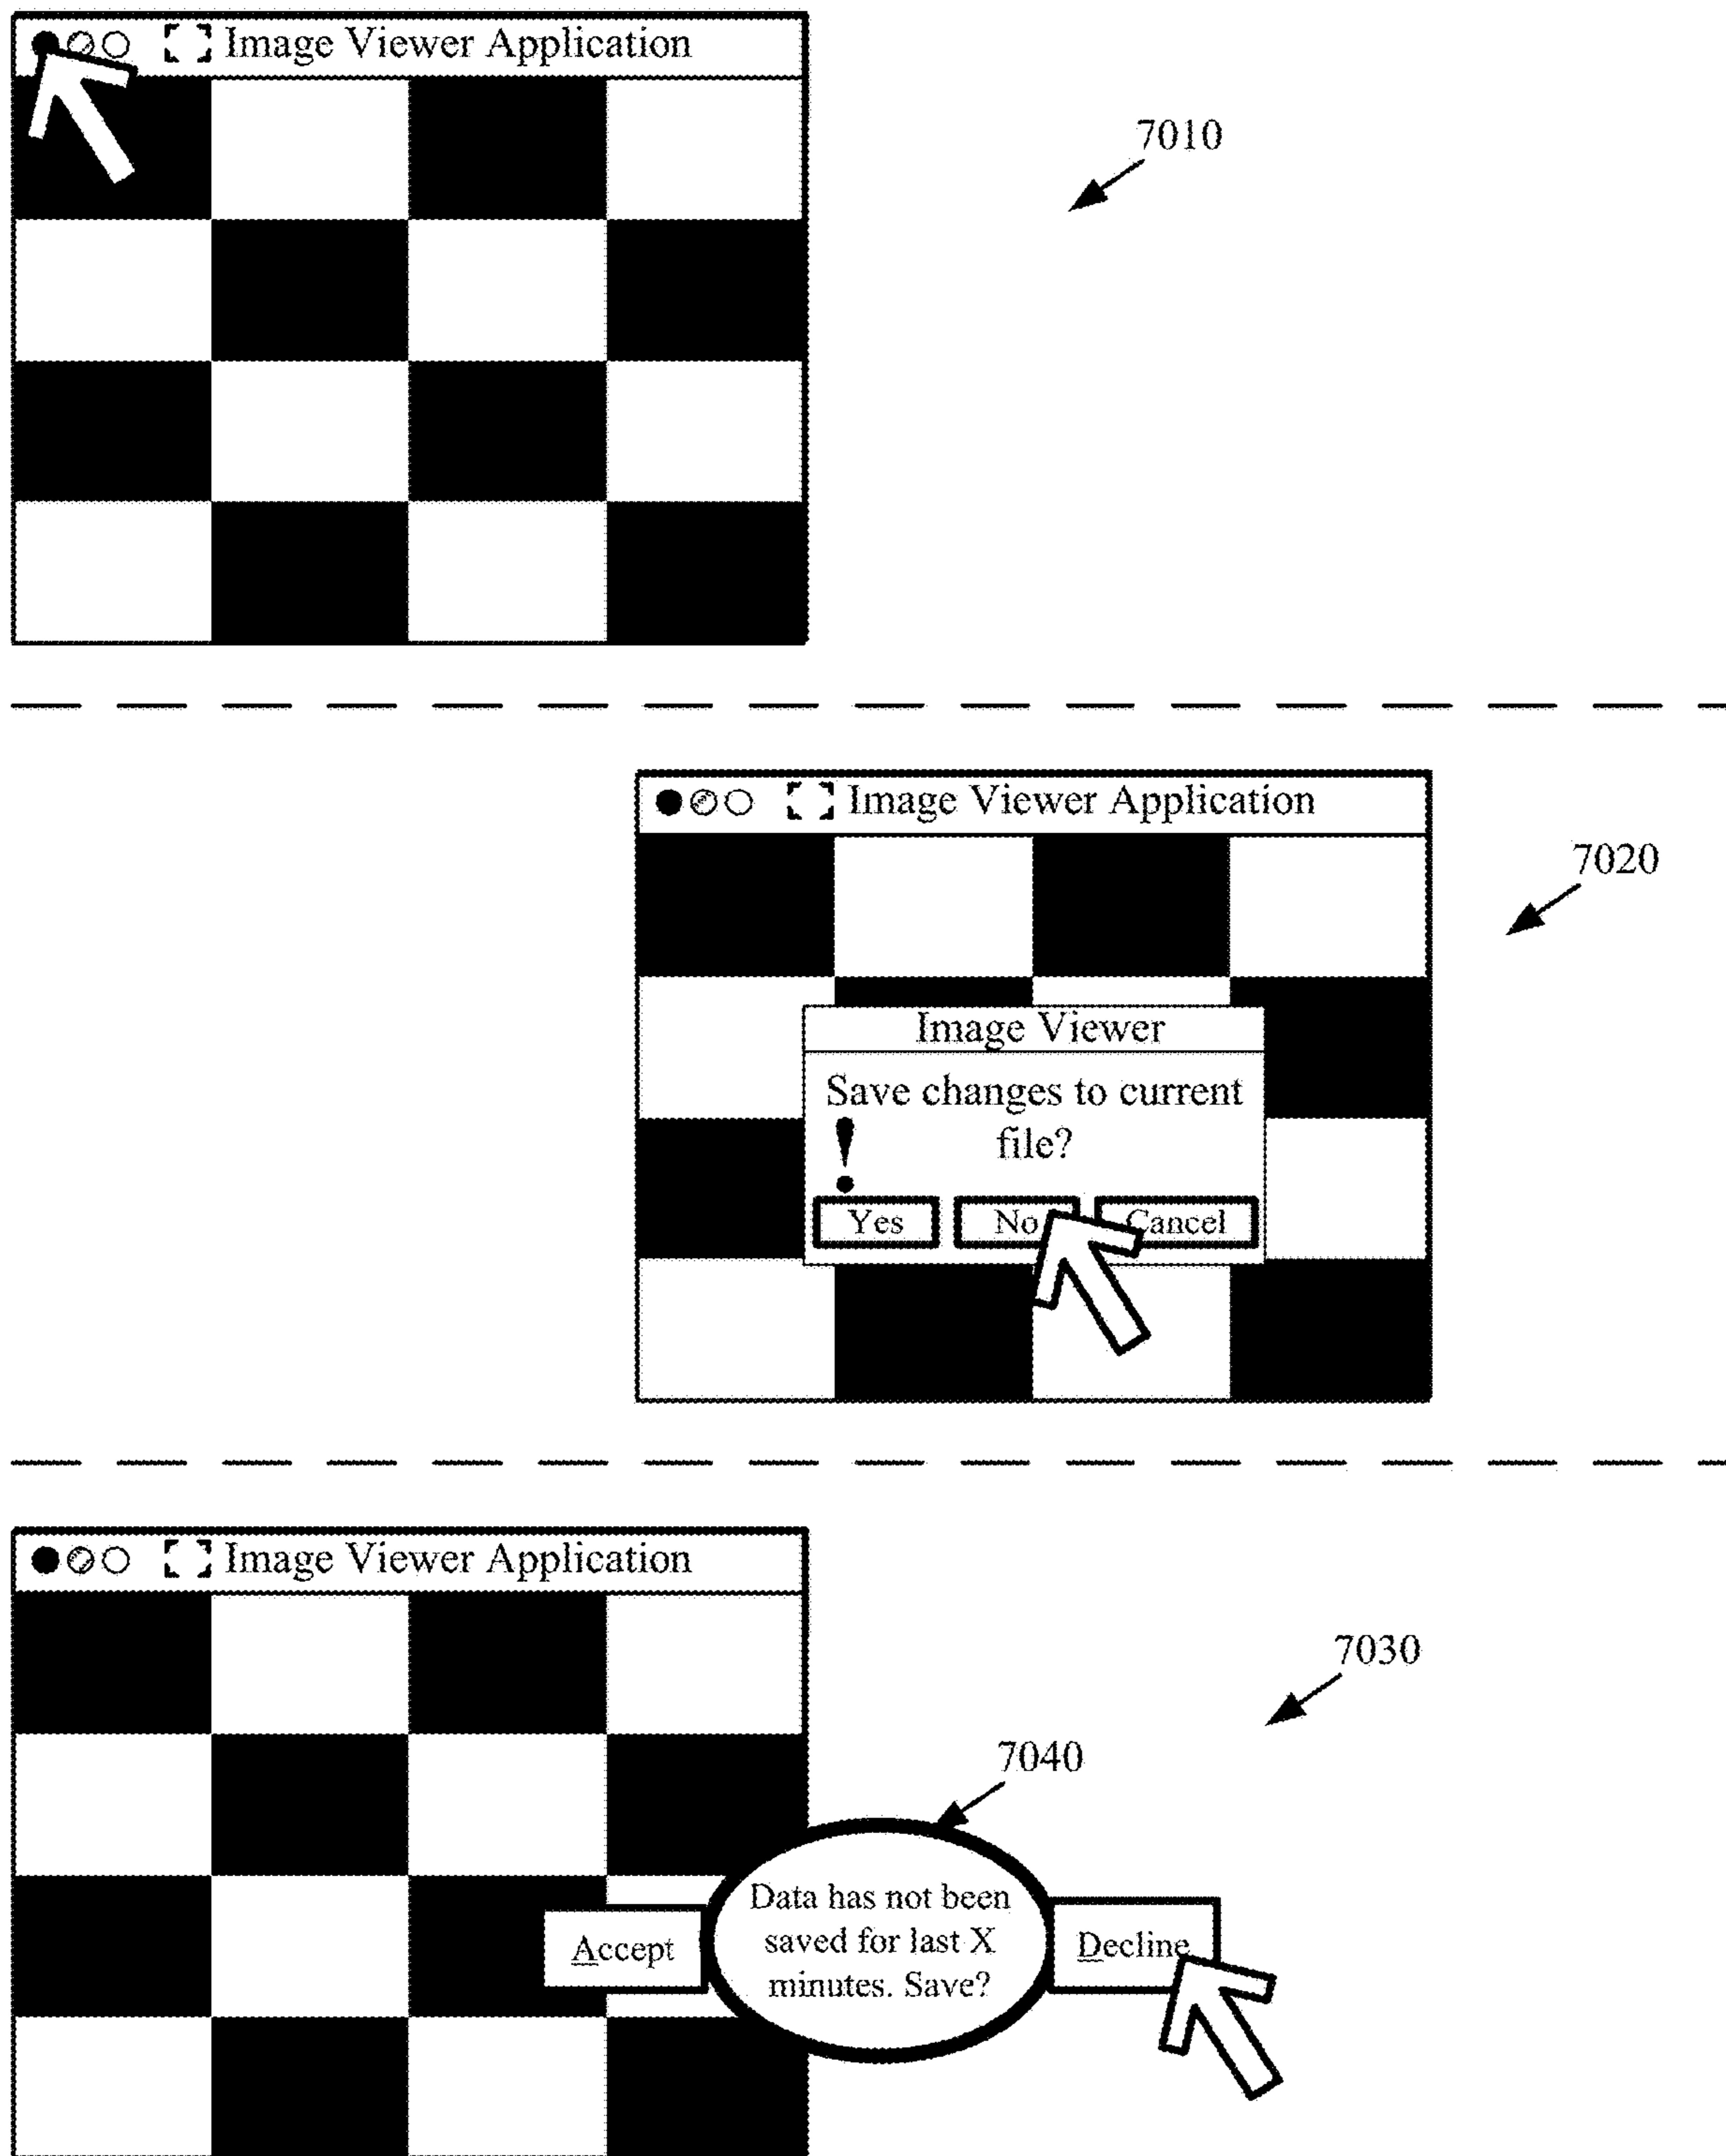 Image Viewer Application
7010
Image Viewer Application
7020
Image Viewer
Save changes to current
file?
!
Yes No Cancel
Image Viewer Application
7030
7040
Data has not been
saved for last X
minutes. Save?
Accept
Decline